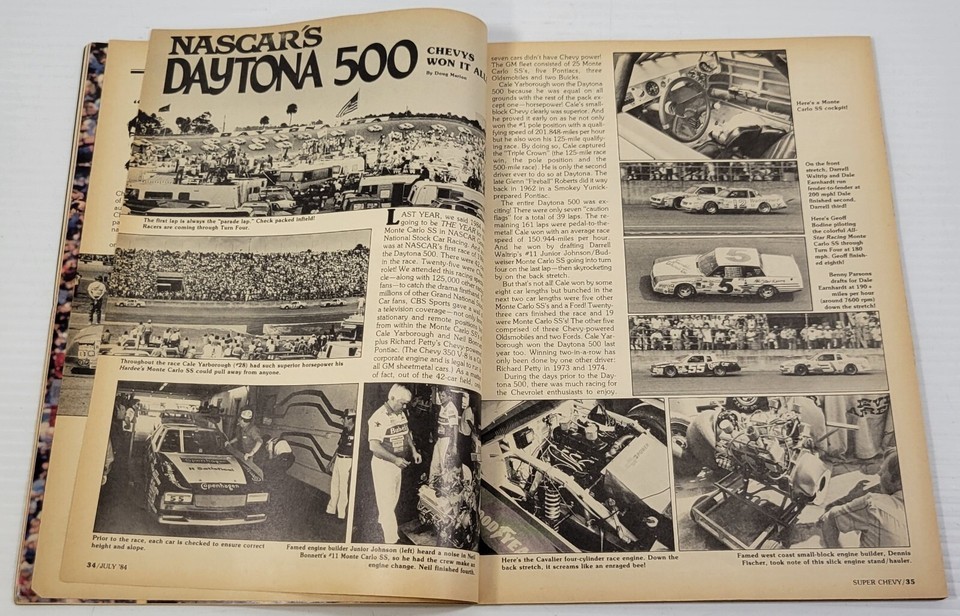 NASCAR'S
DAYTONA 500
CHEVYS
WON IT ALL
By Doug Marion
The first lap is always the "parade lap." Check packed infield!
Racers are coming through Turn Four.
LAST YEAR, we said 198
going to be THE YEAR
Monte Carlo SS in NASCAR
National Stock Car Racing.
was at NASCAR's first race of
the Daytona 500. There were
in the race. Twenty-five were
rolet! We attended this racing
cle—along with 125,000 other
fans—to catch the drama firsthand.
millions of other Grand National
Car fans, CBS Sports gave a
a television coverage—not only
stationary and remote positions
from within the Monte Carlo SS's
Cale Yarborough and Neil Bonn
plus Richard Petty's Chevy powered
Pontiac. (The Chevy 350 V-8 is
corporate engine and is legal to run
all GM sheetmetal cars.) As a ma
of fact, out of the 42-car field,
Throughout the race Cale Yarborough (#28) had such superior horsepower his
Hardee's Monte Carlo SS could pull away from anyone.
Copenhagen
55
Prior to the race, each car is checked to ensure correct
height and slope.
Famed engine builder Junior Johnson (left) heard a noise in Neil
Bonnett's #11 Monte Carlo SS, so he had the crew make an
engine change. Neil finished fourth.
34/JULY '84
seven cars didn't have Chevy power!
The GM fleet consisted of 25 Monte
Carlo SS's, five Pontiacs, three
Oldsmobiles and two Buicks.
Cale Yarborough won the Daytona
500 because he was equal on all
grounds with the rest of the pack ex-
cept one—horsepower! Cale's small-
block Chevy clearly was superior. And
he proved it early on as he not only
won the #1 pole position with a quali-
fying speed of 201.848-miles per hour
but he also won his 125-mile qualify-
ing race. By doing so, Cale captured
the "Triple Crown" (the 125-mile race
win, the pole position and the
500-mile race). He is only the second
driver ever to do so at Daytona. The
late Glenn "Fireball" Roberts did it way
back in 1962 in a Smokey Yunick-
prepared Pontiac.
The entire Daytona 500 was ex-
citing! There were only seven "caution
flags" for a total of 39 laps. The re-
maining 161 laps were pedal-to-the-
metal! Cale won with an average race
speed of 150.944-miles per hour.
And he won by drafting Darrell
Waltrip's #11 Junior Johnson/Bud-
weiser Monte Carlo SS going into turn
four on the last lap—then skyrocketing
by on the back stretch.
But that's not all! Cale won by some
eight car lengths but bunched in the
next two car lengths were five other
Monte Carlo SS's and a Ford! Twenty-
three cars finished the race and 19
were Monte Carlo SS's! The other five
comprised of three Chevy-powered
Oldsmobiles and two Fords. Cale Yar-
borough won the Daytona 500 last
year too. Winning two-in-a-row has
only been done by one other driver:
Richard Petty in 1973 and 1974.
During the days prior to the Day-
tona 500, there was much for racing
the Chevrolet enthusiasts to enjoy.
Here's a Monte
Carlo SS cockpit!
On the front
stretch, Darrell
Waltrip and Dale
Earnhardt run
fender-to-fender at
200 mph! Dale
finished second,
Darrell third!
Here's Geoff
Bodine piloting
the colorful All-
Star Racing Monte
Carlo SS through
Turn Four at 180
mph. Geoff finish-
ed eighth!
5
Benny Parsons
drafts for Dale
Earnhardt at 190+
miles per hour
(around 7600 rpm)
down the stretch!
55
Here's the Cavalier four-cylinder race engine. Down the
back stretch, it screams like an enraged bee!
Famed west coast small-block engine builder, Dennis
Fischer, took note of this slick engine stand/hauler.
SUPER CHEVY/35